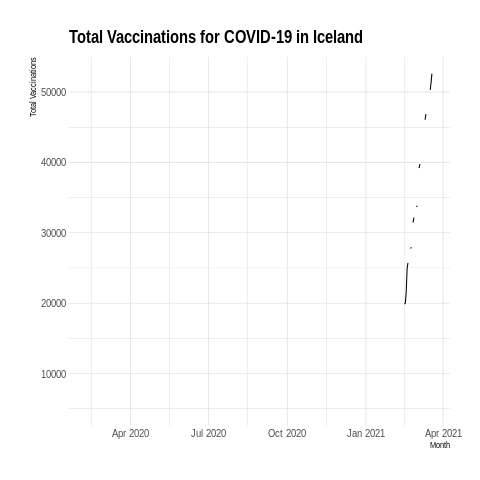 Total Vaccinations for COVID-19 in Iceland
Total Vaccinations
50000
40000
30000
20000
10000
Apr 2020 Jul 2020 Oct 2020 Jan 2021 Apr 2021
Month